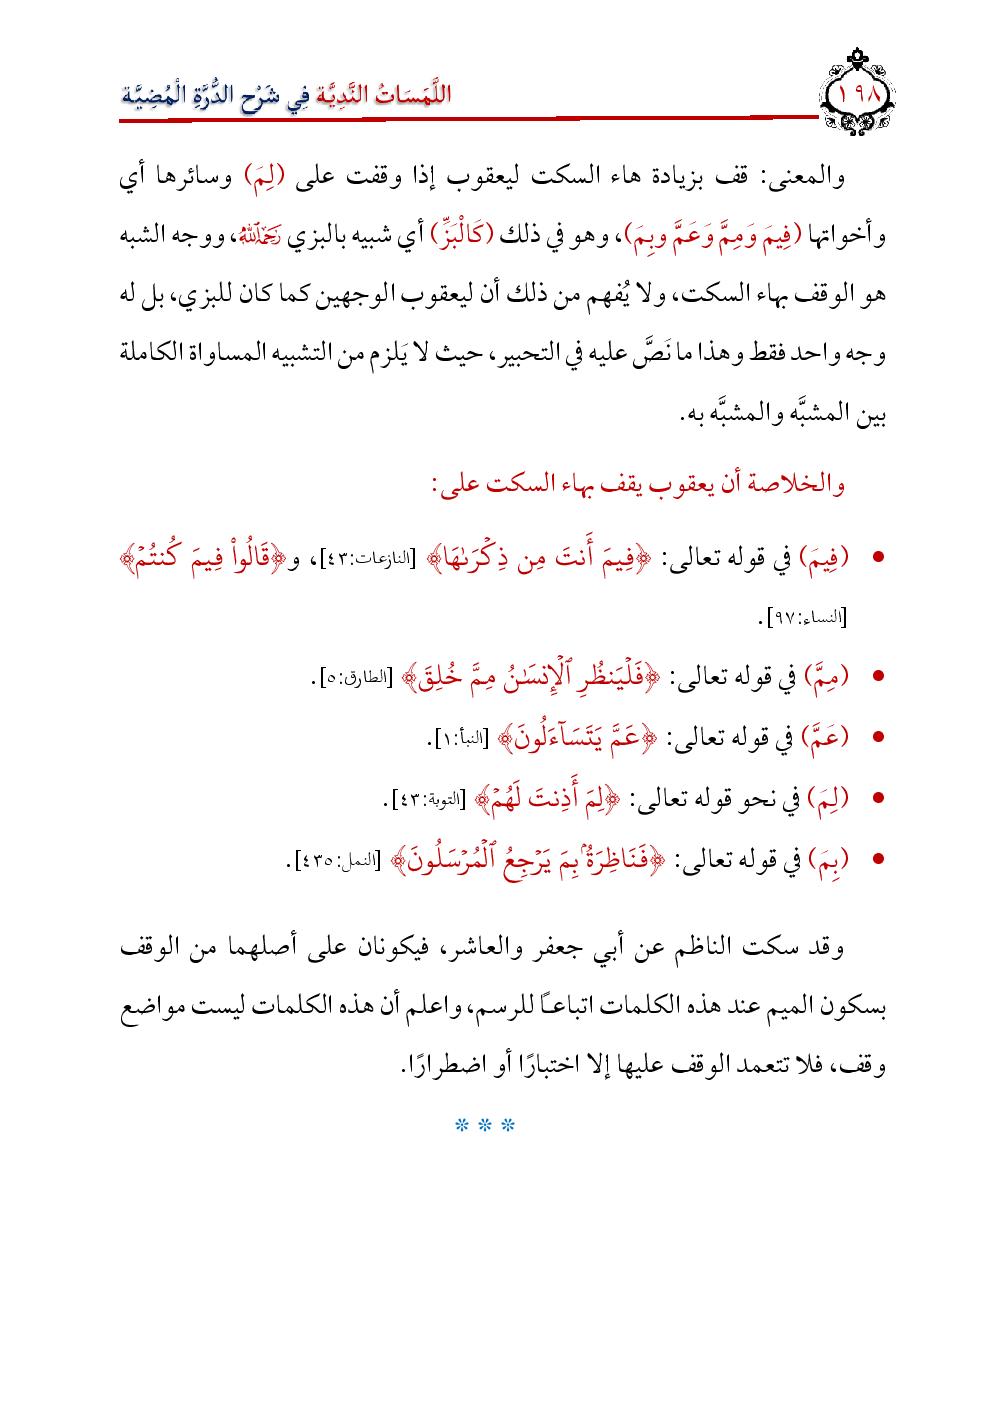 اللَّمَسَاتُ النَّدِيَّة فِي شَرْحِ الدُّرَّةِ الْمُضِيَّة
١٩٨
والمعنى: قف بزيادة هاء السكت ليعقوب إذا وقفت على (لِمَ) وسائرها أي
وأخواتها (فِيمَ وَمِمَّ وَعَمَّ وبِمَ)، وهو في ذلك (كَالْبَزِّ) أي شبيه بالبزي رَحِمَهُ اللَّهُ، ووجه الشبه
هو الوقف بهاء السكت، ولا يُفهم من ذلك أن ليعقوب الوجهين كما كان للبزي، بل له
وجه واحد فقط وهذا ما نَصَّ عليه في التحبير، حيث لا يَلزم من التشبيه المساواة الكاملة
بين المشبَّه والمشبَّه به.
والخلاصة أن يعقوب يقف بهاء السكت على:
• (فِيمَ) في قوله تعالى: ﴿فِيمَ أَنتَ مِن ذِكۡرَىٰهَا﴾ [النازعات:٤٣]، و﴿قَالُواْ فِيمَ كُنتُمۡ﴾
[النساء:٩٧].
• (مِمَّ) في قوله تعالى: ﴿فَلۡيَنظُرِ ٱلۡإِنسَٰنُ مِمَّ خُلِقَ﴾ [الطارق:٥].
• (عَمَّ) في قوله تعالى: ﴿عَمَّ يَتَسَآءَلُونَ﴾ [النبأ:١].
• (لِمَ) في نحو قوله تعالى: ﴿لِمَ أَذِنتَ لَهُمۡ﴾ [التوبة:٤٣].
• (بِمَ) في قوله تعالى: ﴿فَنَاظِرَةُۢ بِمَ يَرۡجِعُ ٱلۡمُرۡسَلُونَ﴾ [النمل:٤٣٥].
وقد سكت الناظم عن أبي جعفر والعاشر، فيكونان على أصلهما من الوقف
بسكون الميم عند هذه الكلمات اتباعًا للرسم، واعلم أن هذه الكلمات ليست مواضع
وقف، فلا تتعمد الوقف عليها إلا اختبارًا أو اضطرارًا.
* * *